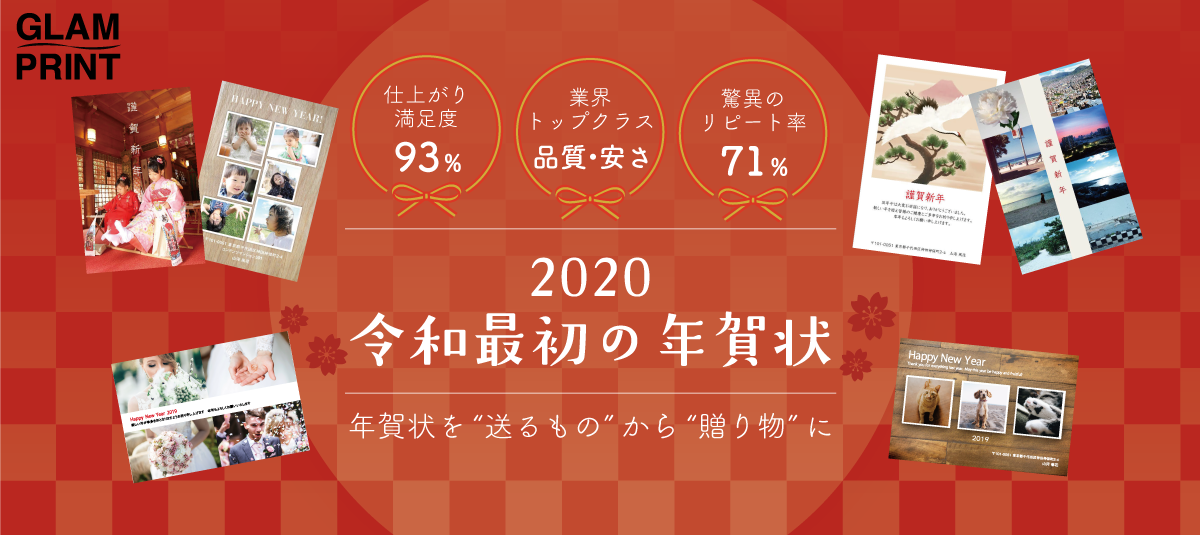 GLAM
PRINT
仕上がり
満足度
93%
業界
トップクラス
品質・安さ
驚異の
リピート率
71%
2020
令和最初の年賀状
年賀状を“送るもの”から“贈り物”に
謹賀新年
HAPPY NEW YEAR!
謹賀新年
謹賀新年
Happy New Year 2019
Happy New Year
2019